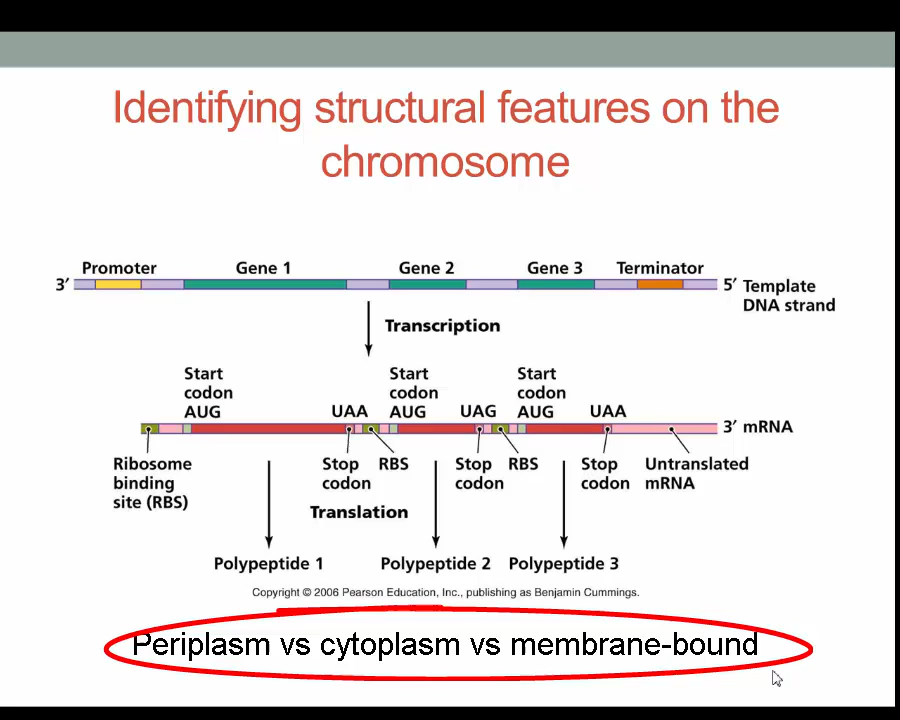 Identifying structural features on the
chromosome
Promoter Gene 1 Gene 2 Gene 3 Terminator
3′ 5′ Template
DNA strand
Transcription
Start Start Start
codon codon codon
AUG UAA AUG UAG AUG UAA
3′ mRNA
Ribosome Stop RBS Stop RBS Stop Untranslated
binding codon codon codon mRNA
site (RBS)
Translation
Polypeptide 1 Polypeptide 2 Polypeptide 3
Copyright © 2006 Pearson Education, Inc., publishing as Benjamin Cummings.
Periplasm vs cytoplasm vs membrane-bound